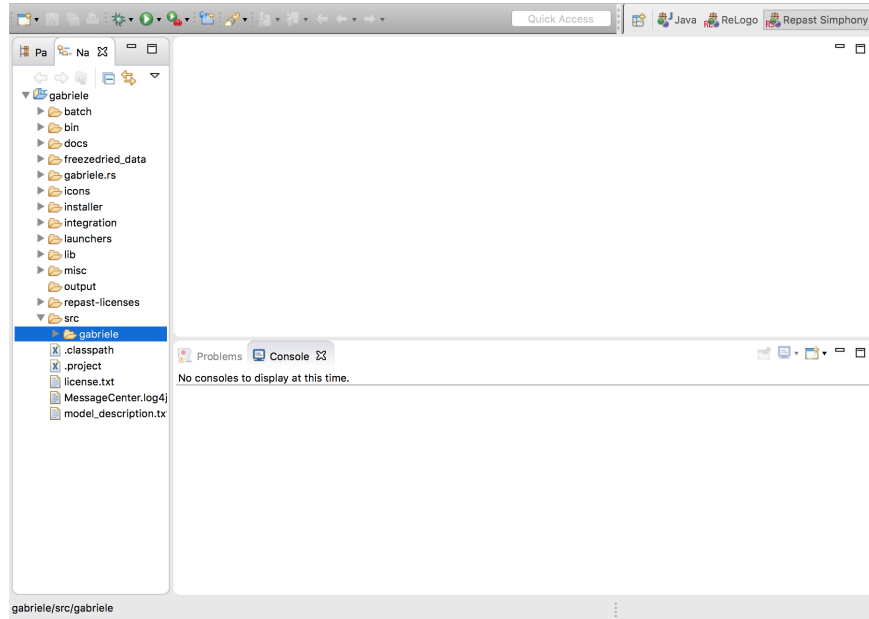 Quick Access
Java
ReLogo
Repast Simphony
Pa
Na
gabriele
batch
bin
docs
freezedried_data
gabriele.rs
icons
installer
integration
launchers
lib
misc
output
repast-licenses
src
gabriele
.classpath
.project
license.txt
MessageCenter.log4j
model_description.tx
Problems
Console
No consoles to display at this time.
gabriele/src/gabriele